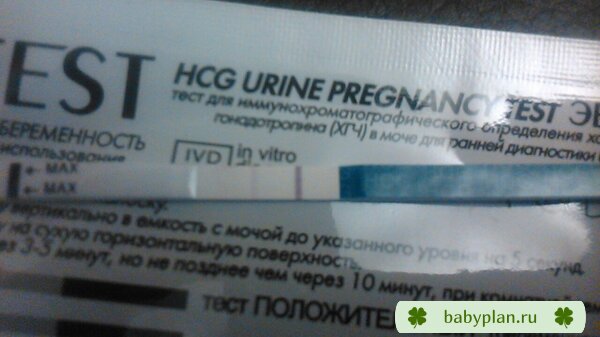 TEST HCG URINE PREGNANCY TEST
тест для иммунохроматографического определения
гонадотропина (ХГЧ) в моче для ранней диагностики
БЕРЕМЕННОСТЬ
использование
IVD in vitro
← MAX
← MAX
вертикально в емкость с мочой до указанного уровня на 5 секунд
на сухую горизонтальную поверхность
3-5 минут, но не позднее чем через 10 минут, при
тест ПОЛОЖИТЕ
babyplan.ru